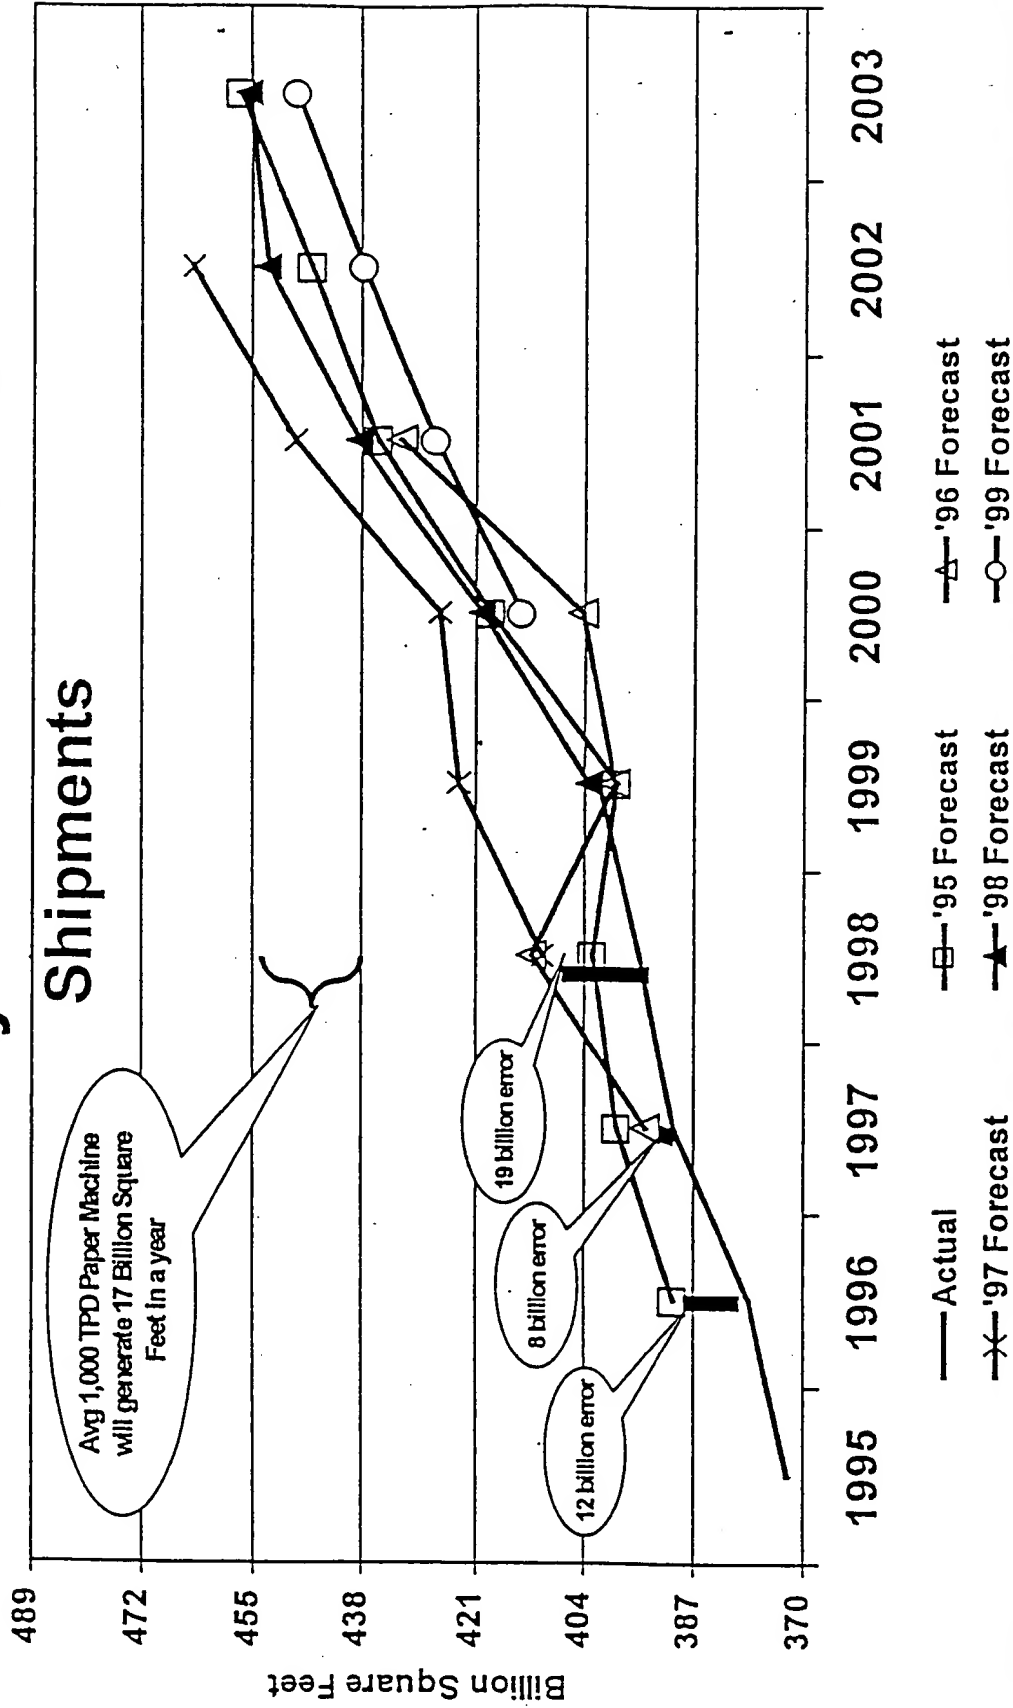 Shipments
Avg 1,000 TPD Paper Machine
will generate 17 Billion Square
Feet in a year
19 billion error
8 billion error
12 billion error
Billion Square Feet
489
472
455
438
421
404
387
370
1995
1996
1997
1998
1999
2000
2001
2002
2003
Actual
'95 Forecast
'96 Forecast
'97 Forecast
'98 Forecast
'99 Forecast